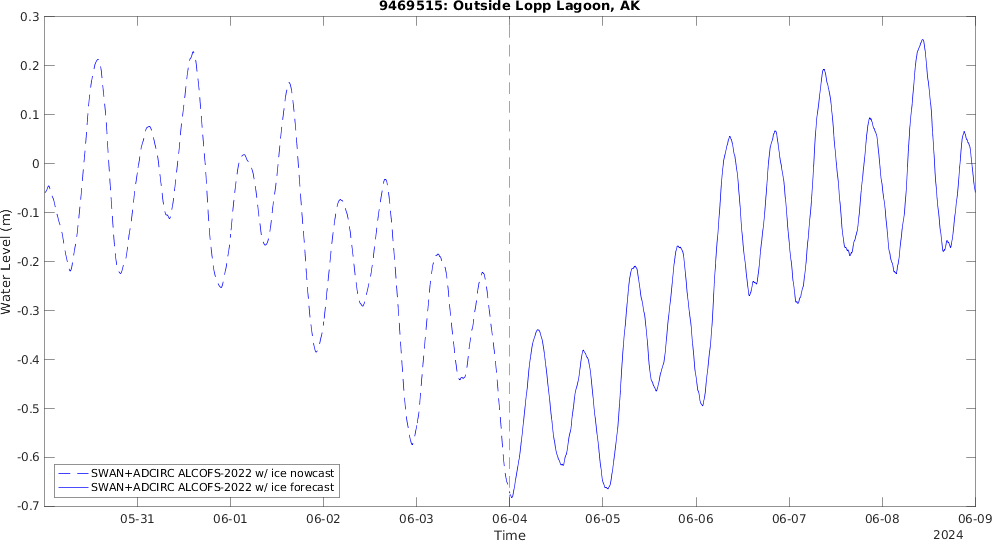 9469515: Outside Lopp Lagoon, AK
0.3
0.2
0.1
0
-0.1
-0.2
-0.3
-0.4
-0.5
-0.6
-0.7
Water Level (m)
SWAN+ADCIRC ALCOFS-2022 w/ ice nowcast
SWAN+ADCIRC ALCOFS-2022 w/ ice forecast
05-31 06-01 06-02 06-03 06-04 06-05 06-06 06-07 06-08 06-09
Time
2024